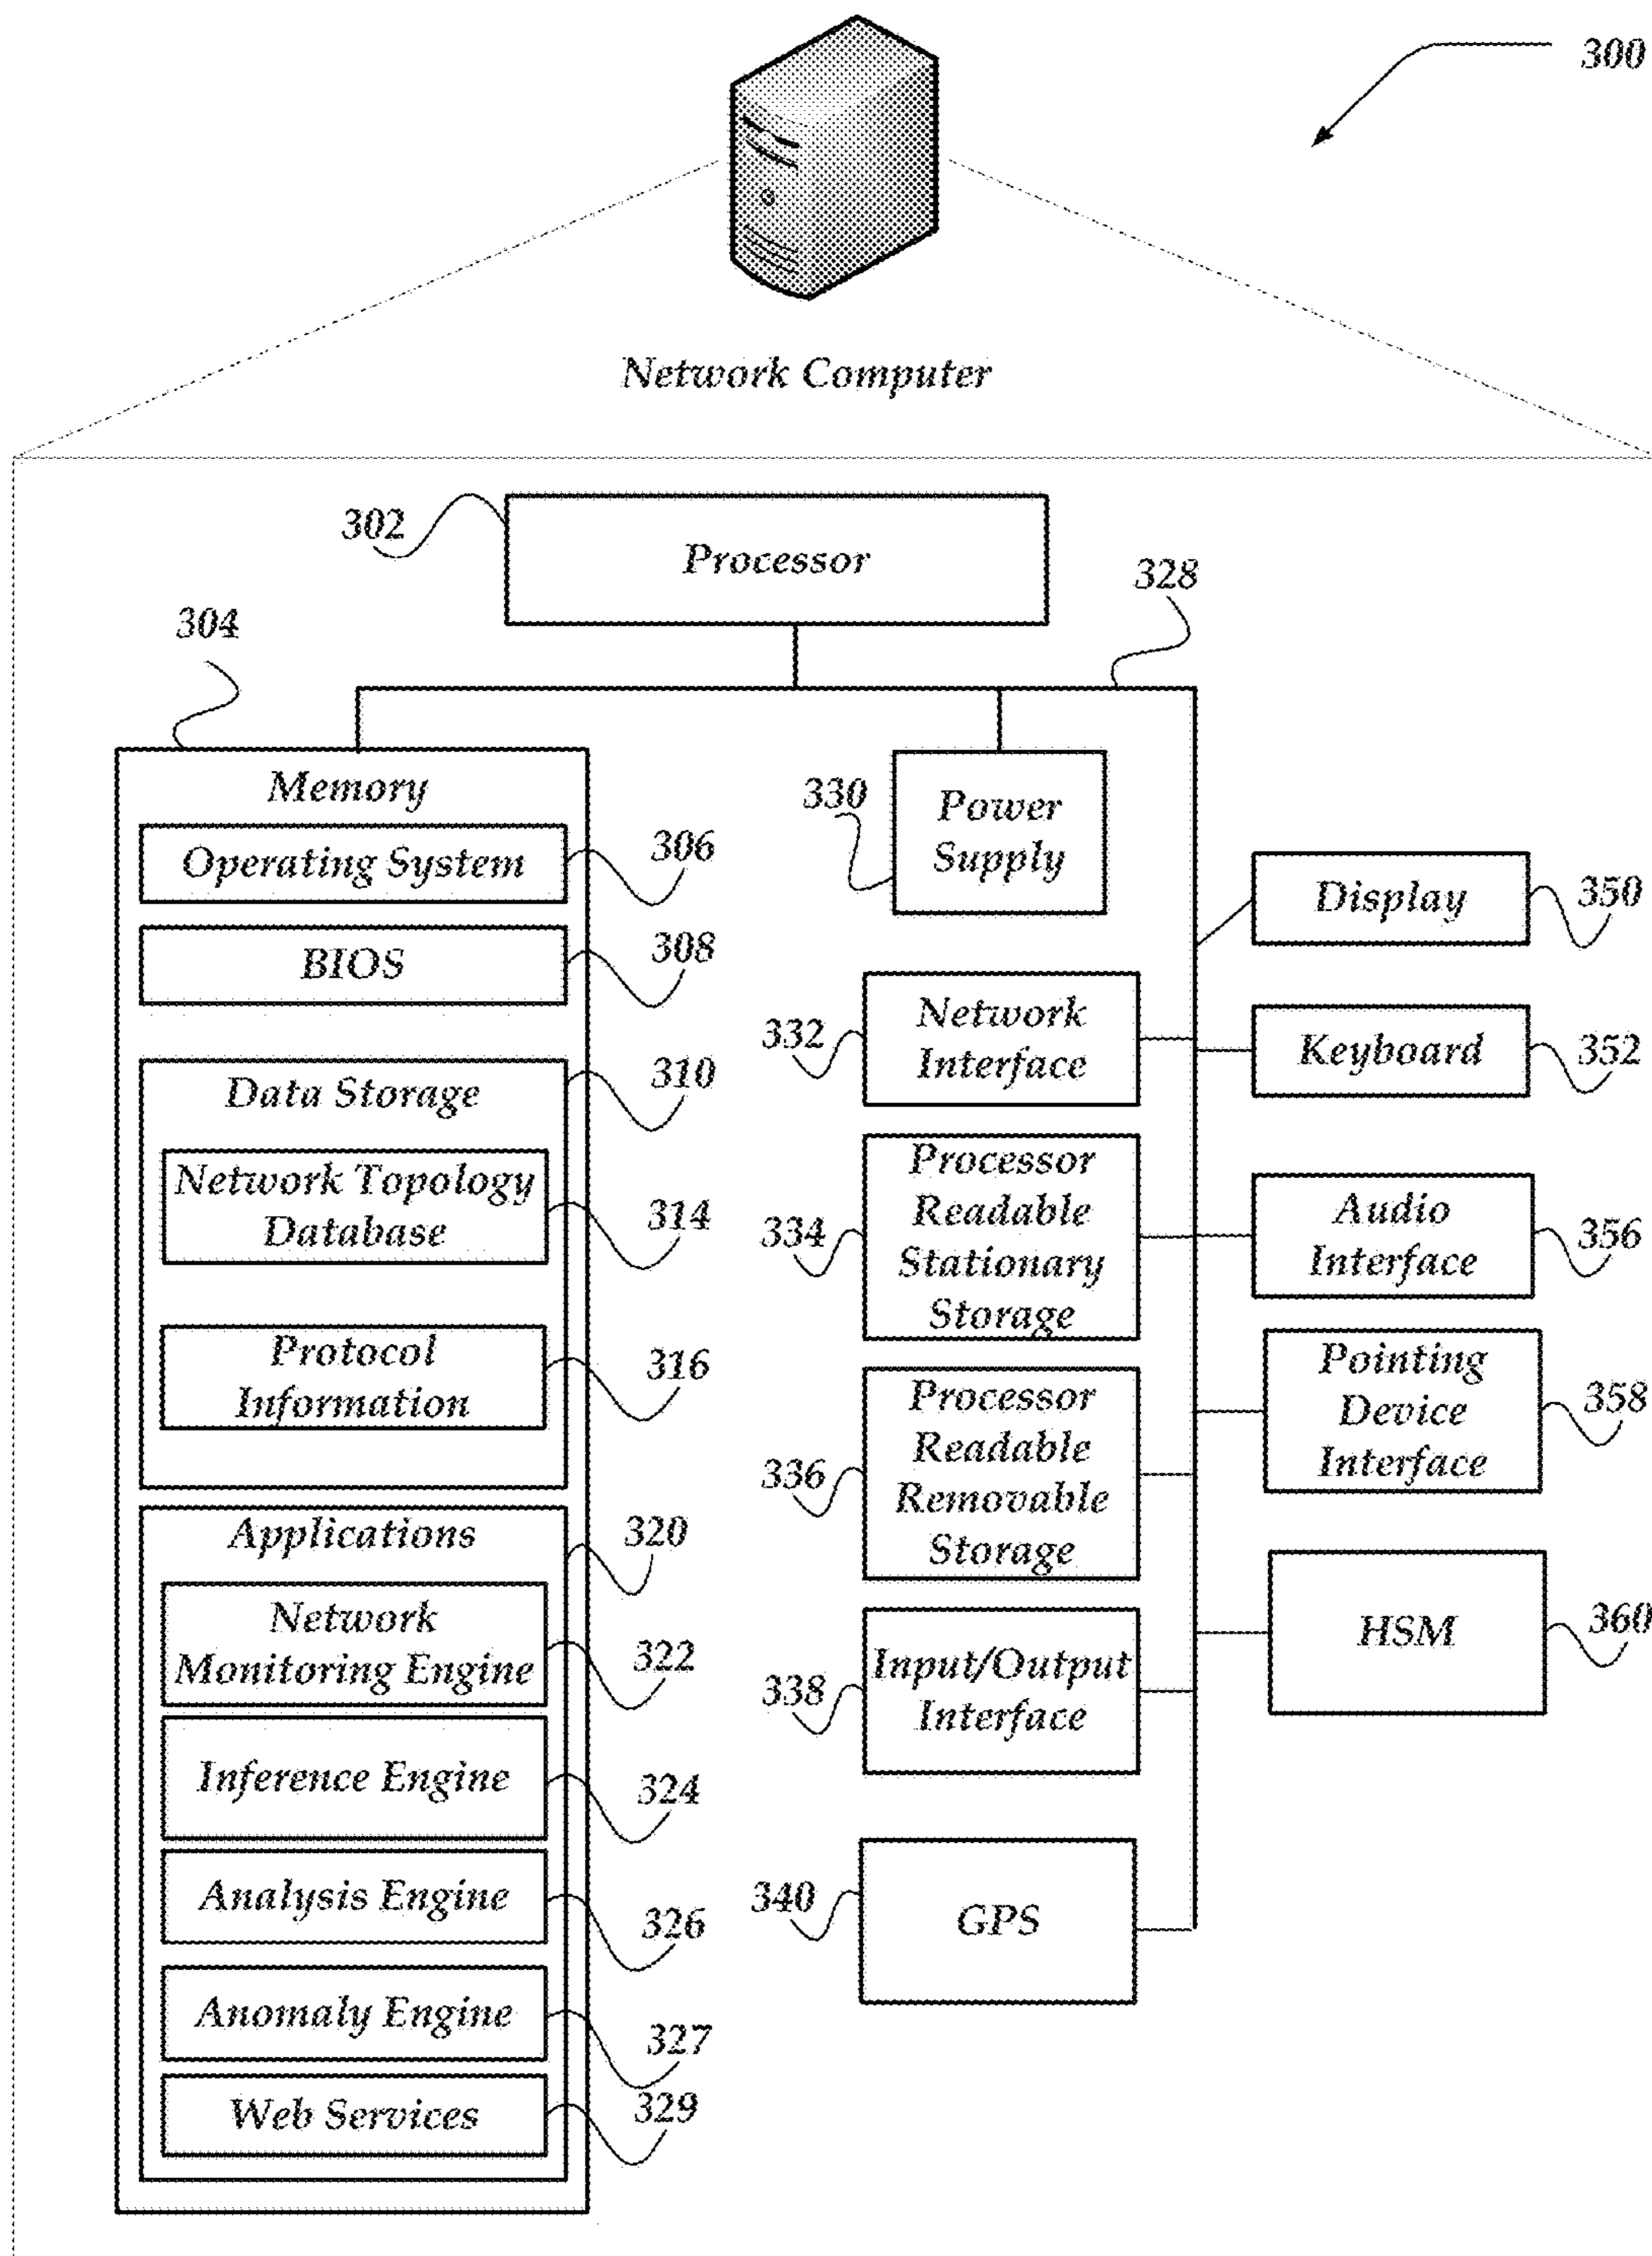 300
Network Computer
302
Processor
328
304
Memory
Operating System
306
BIOS
308
Data Storage
310
Network Topology
Database
314
Protocol
Information
316
Applications
320
Network
Monitoring Engine
322
Inference Engine
324
Analysis Engine
326
Anomaly Engine
327
Web Services
329
330
Power
Supply
332
Network
Interface
334
Processor
Readable
Stationary
Storage
336
Processor
Readable
Removable
Storage
338
Input/Output
Interface
340
GPS
Display
350
Keyboard
352
Audio
Interface
356
Pointing
Device
Interface
358
HSM
360